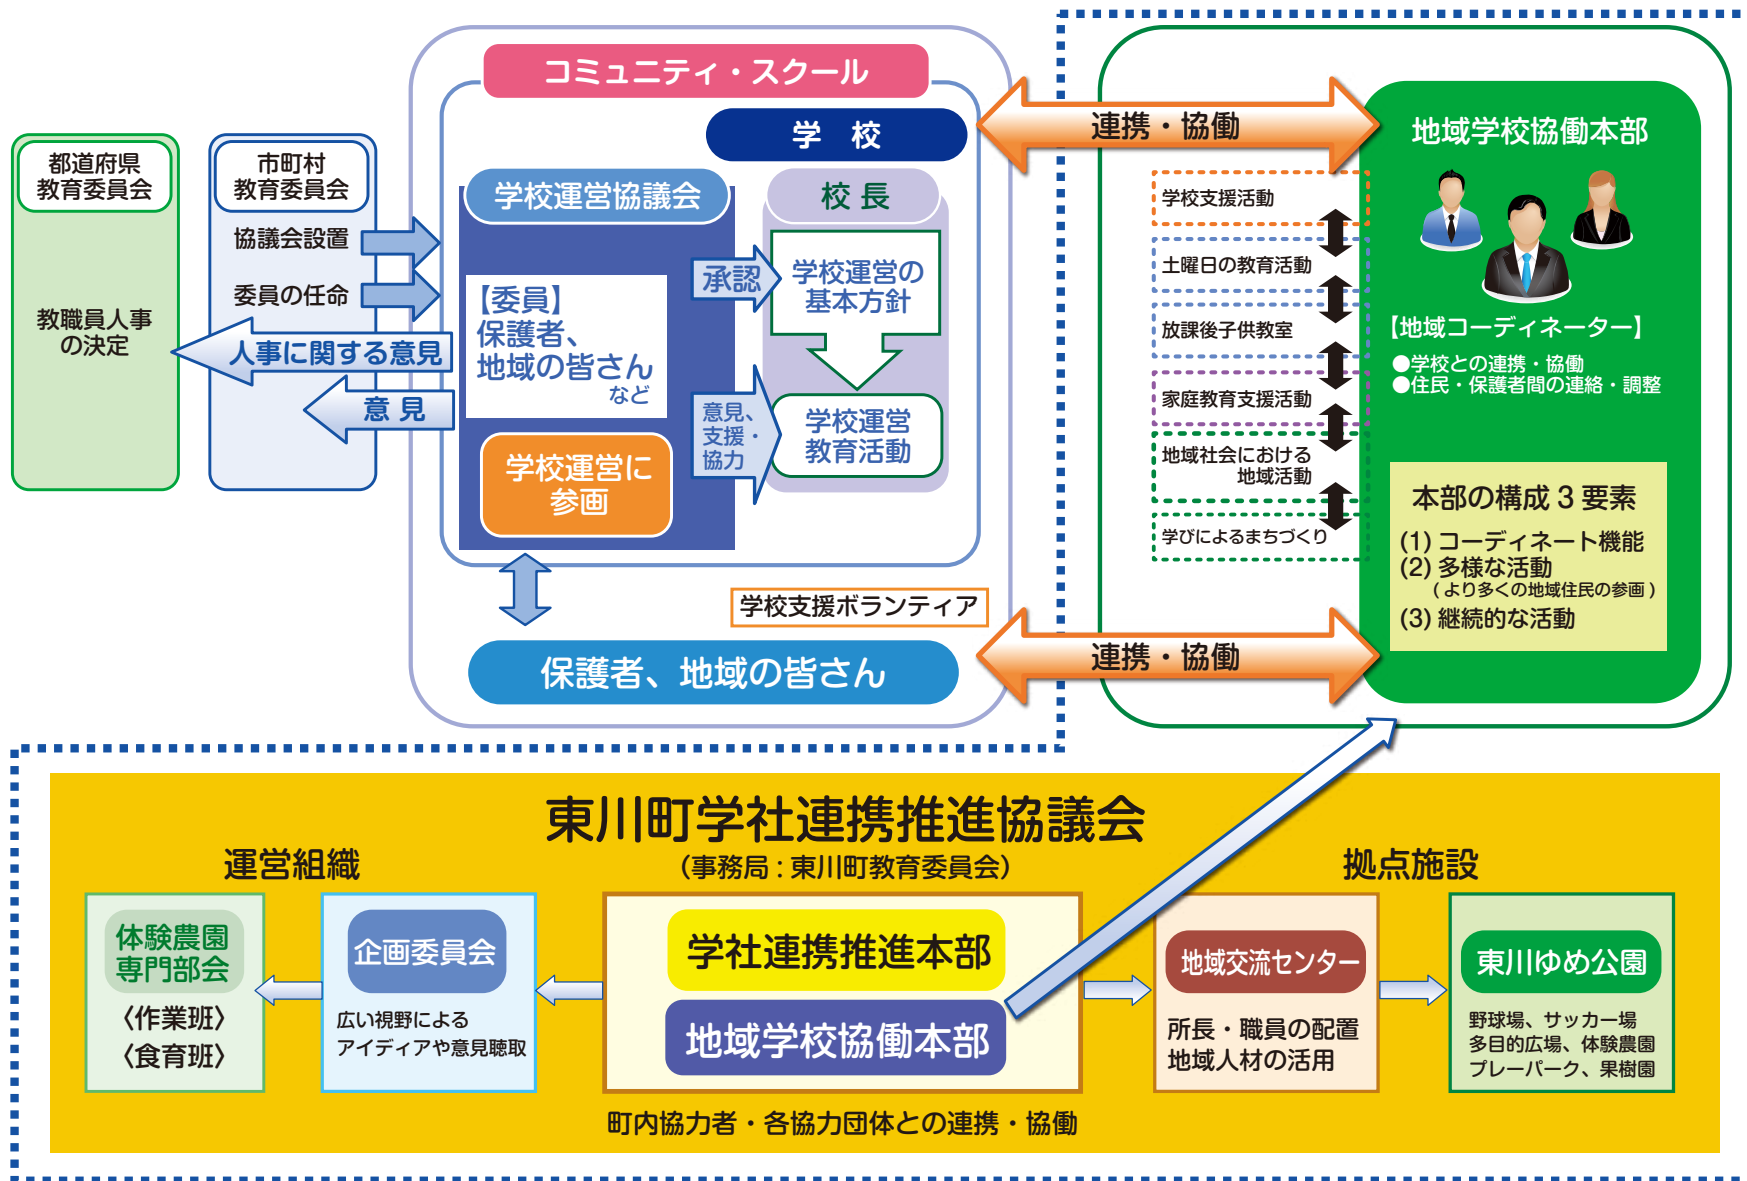 コミュニティ・スクール
学　校
都道府県
教育委員会
教職員人事
の決定
市町村
教育委員会
協議会設置
委員の任命
人事に関する意見
意 見
学校運営協議会
【委員】
保護者、
地域の皆さん
など
学校運営に
参画
承認
意見、
支援・
協力
校 長
学校運営の
基本方針
学校運営
教育活動
学校支援ボランティア
保護者、地域の皆さん
連携・協働
連携・協働
学校支援活動
土曜日の教育活動
放課後子供教室
家庭教育支援活動
地域社会における
地域活動
学びによるまちづくり
地域学校協働本部
【地域コーディネーター】
●学校との連携・協働
●住民・保護者間の連絡・調整
本部の構成 3 要素
(1) コーディネート機能
(2) 多様な活動
( より多くの地域住民の参画 )
(3) 継続的な活動
東川町学社連携推進協議会
（事務局 : 東川町教育委員会）
運営組織
体験農園
専門部会
〈作業班〉
〈食育班〉
企画委員会
広い視野による
アイディアや意見聴取
学社連携推進本部
地域学校協働本部
町内協力者・各協力団体との連携・協働
拠点施設
地域交流センター
所長・職員の配置
地域人材の活用
東川ゆめ公園
野球場、サッカー場
多目的広場、体験農園
プレーパーク、果樹園